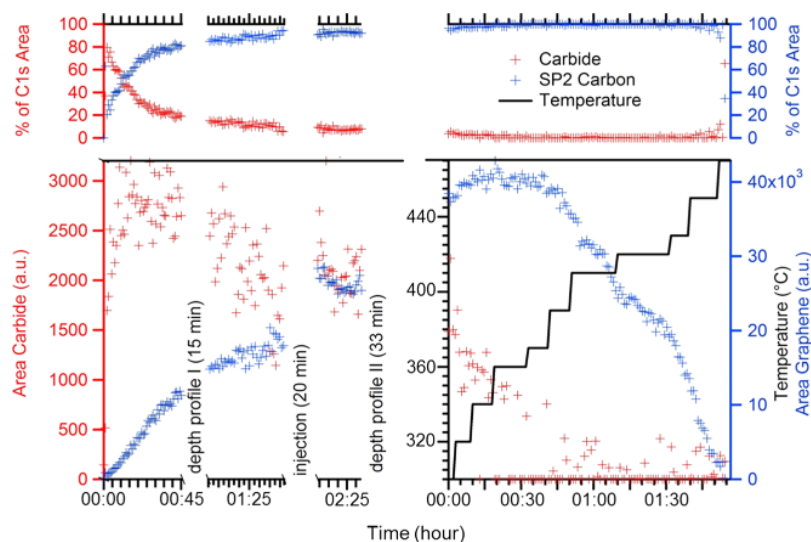 100
80
60
40
20
0
% of C1s Area
Carbide
SP2 Carbon
Temperature
100
80
60
40
20
0
% of C1s Area
3000
2500
2000
1500
1000
500
0
Area Carbide (a.u.)
depth profile I (15 min)
injection (20 min)
depth profile II (33 min)
440
400
360
320
Temperature (°C)
40x10³
30
20
10
0
Area Graphene (a.u.)
00:00
00:45
01:25
02:25
00:00
00:30
01:00
01:30
Time (hour)